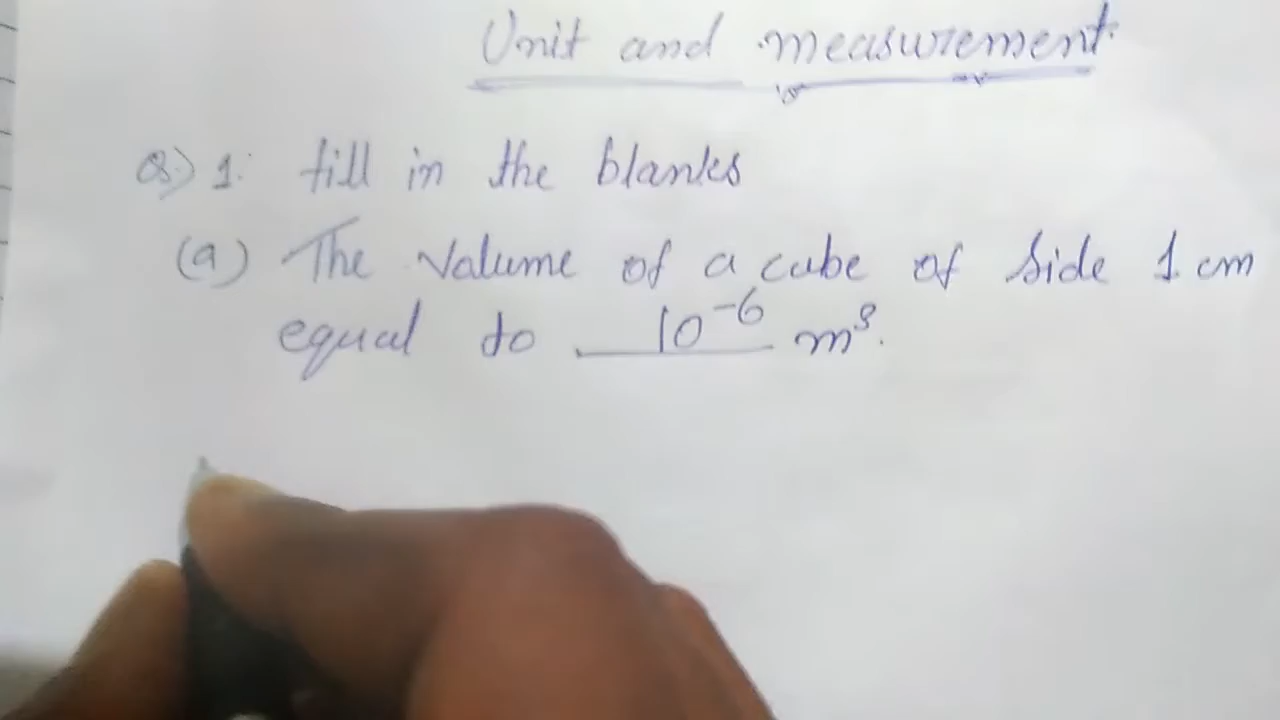 Unit and measurement
Q) 1. fill in the blanks
(a) The Valume of a cube of side 1 cm
equal to 10⁻⁶ m³.